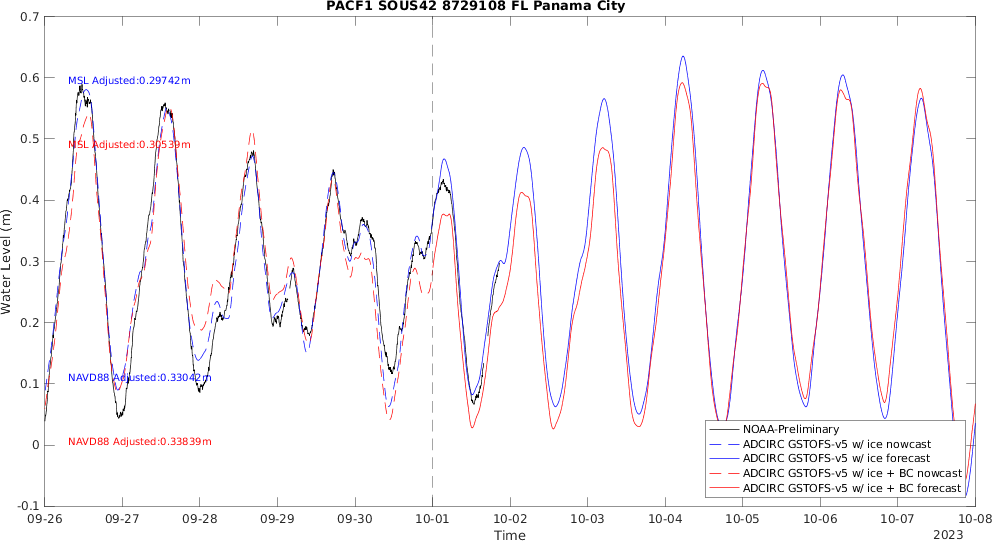 PACF1 SOUS42 8729108 FL Panama City
0.7
0.6
0.5
0.4
0.3
0.2
0.1
0
-0.1
Water Level (m)
MSL Adjusted:0.29742m
MSL Adjusted:0.30539m
NAVD88 Adjusted:0.33042m
NAVD88 Adjusted:0.33839m
NOAA-Preliminary
ADCIRC GSTOFS-v5 w/ ice nowcast
ADCIRC GSTOFS-v5 w/ ice forecast
ADCIRC GSTOFS-v5 w/ ice + BC nowcast
ADCIRC GSTOFS-v5 w/ ice + BC forecast
09-26 09-27 09-28 09-29 09-30 10-01 10-02 10-03 10-04 10-05 10-06 10-07 10-08
Time
2023